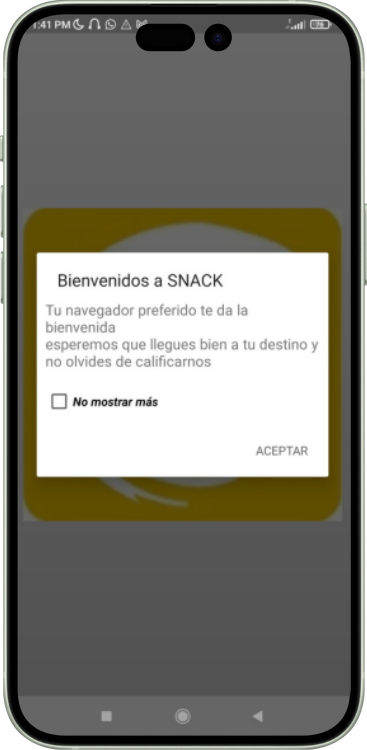 1:41 PM
Bienvenidos a SNACK
Tu navegador preferido te da la
bienvenida
esperemos que llegues bien a tu destino y
no olvides de calificarnos
No mostrar más
ACEPTAR